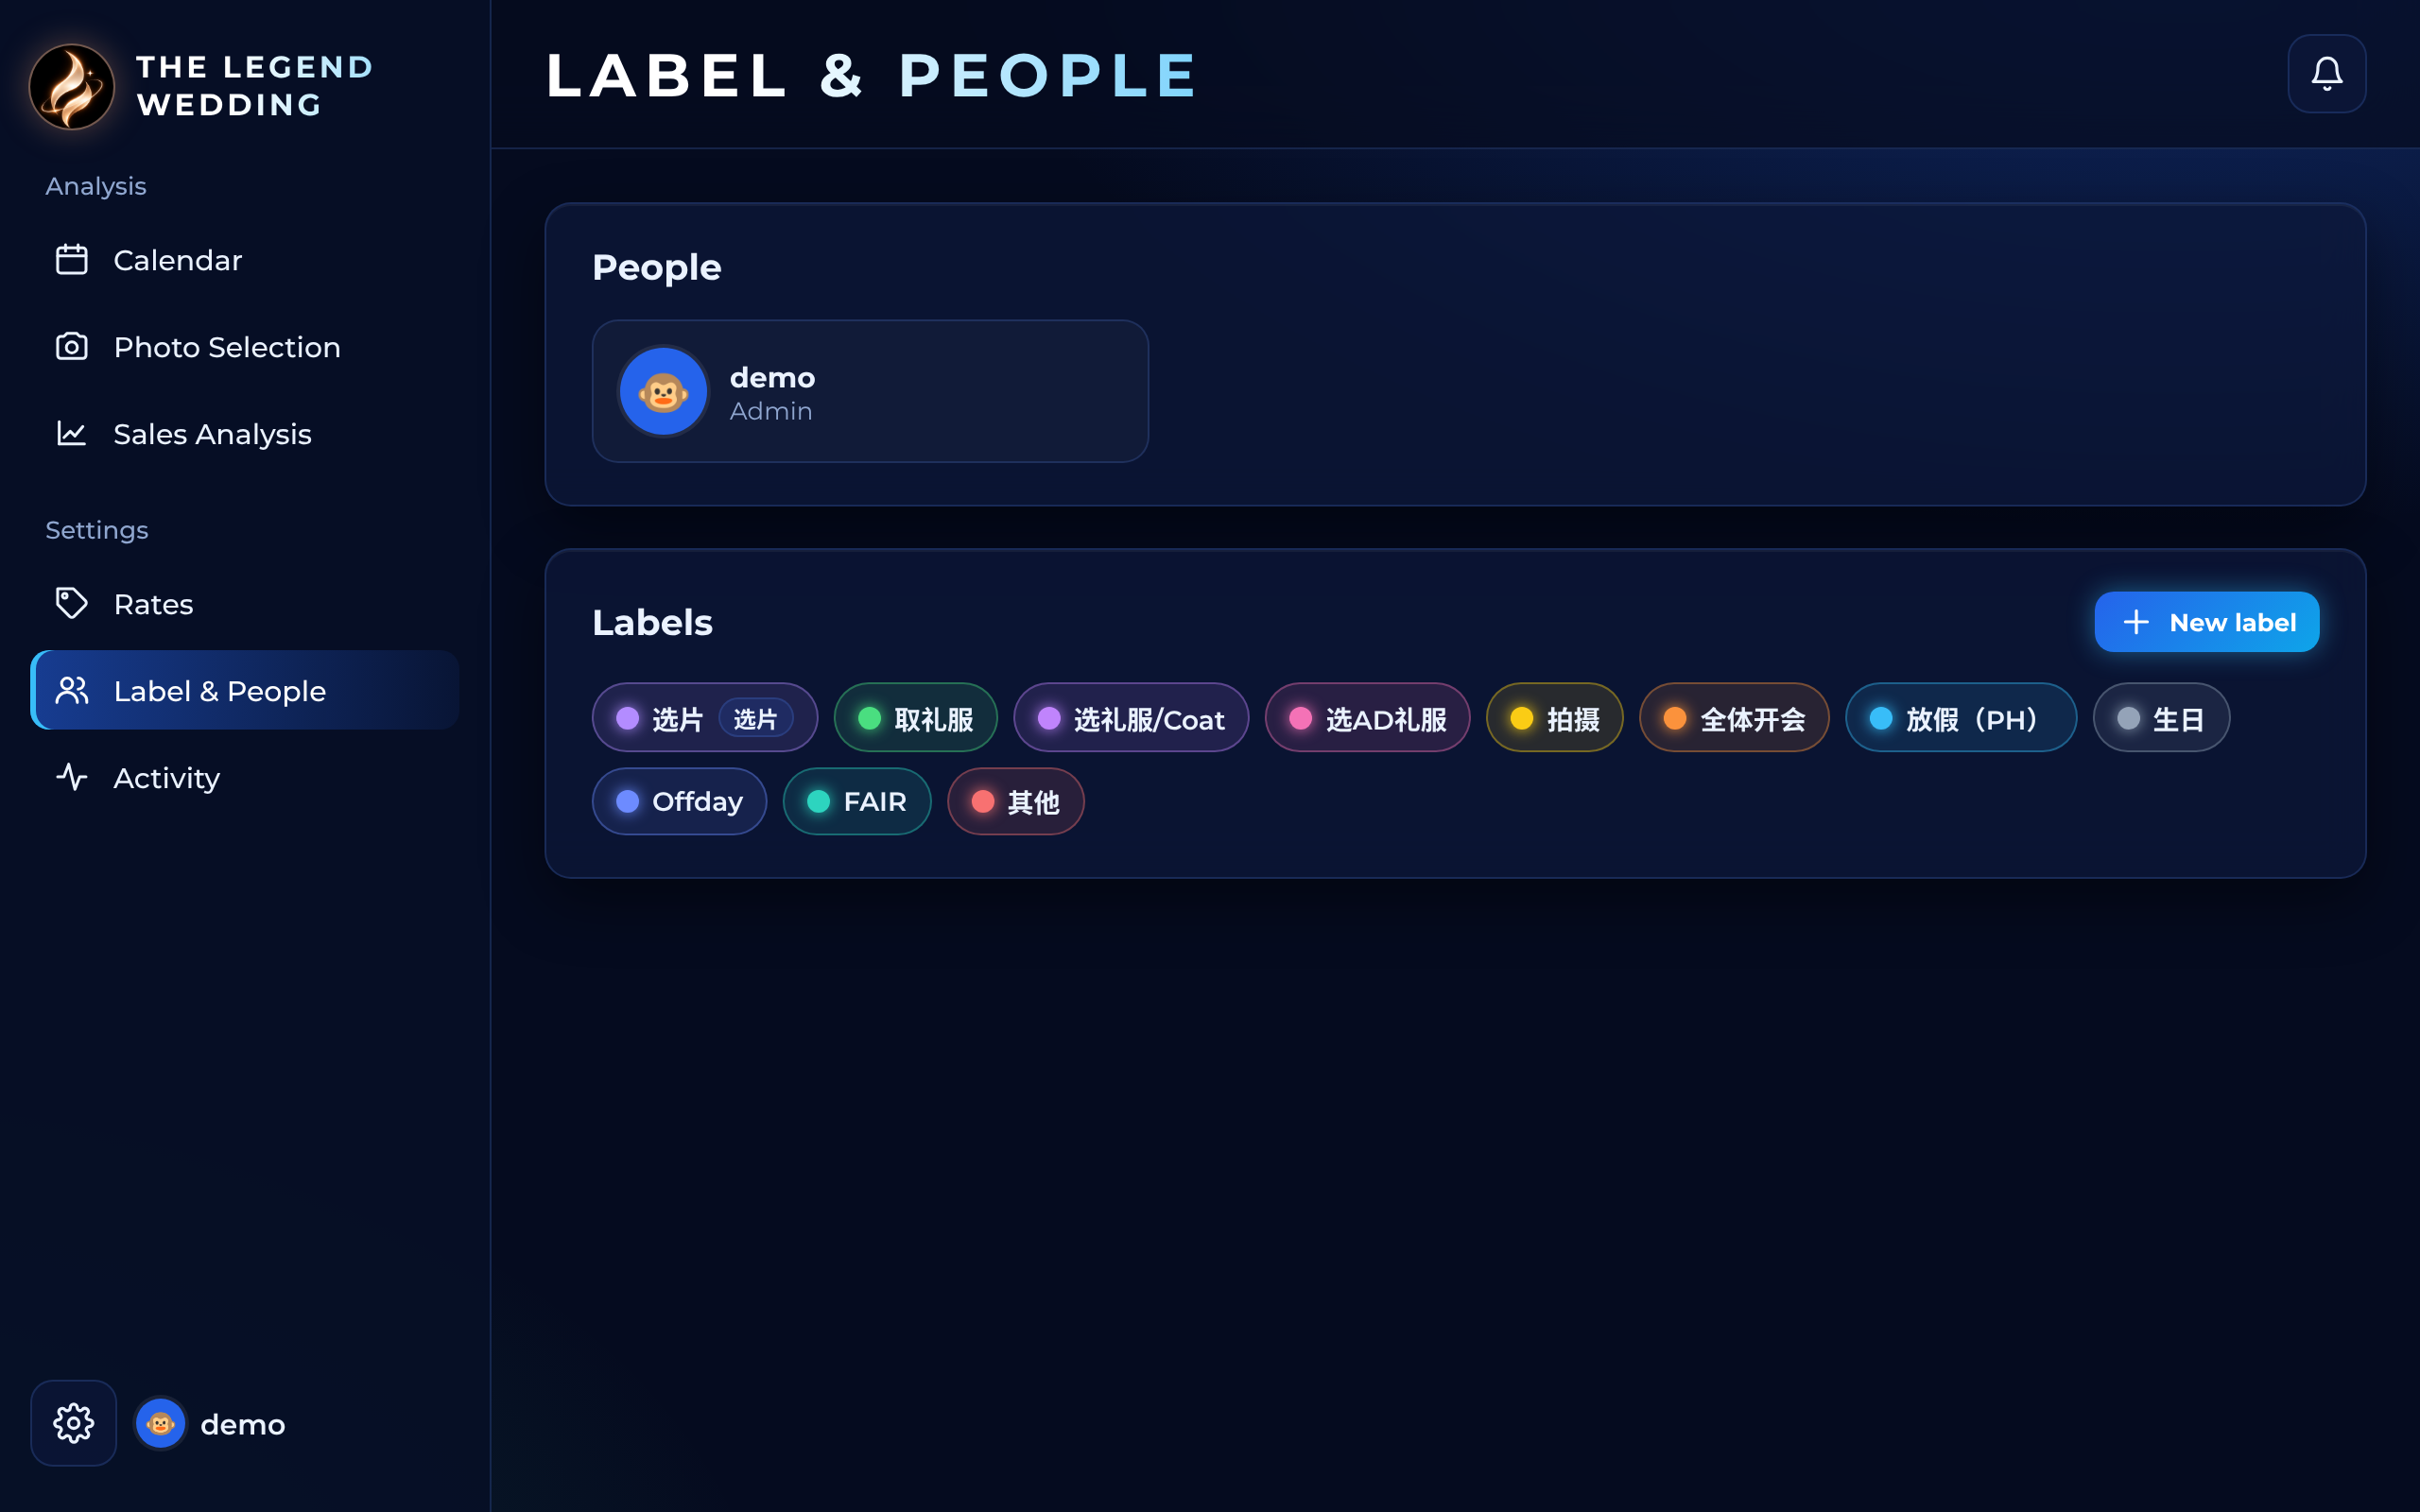 THE LEGEND
WEDDING
Analysis
Calendar
Photo Selection
Sales Analysis
Settings
Rates
Label & People
Activity
demo
LABEL & PEOPLE
People
demo
Admin
Labels
New label
选片 选片 取礼服 选礼服/Coat 选AD礼服 拍摄 全体开会 放假（PH） 生日
Offday FAIR 其他